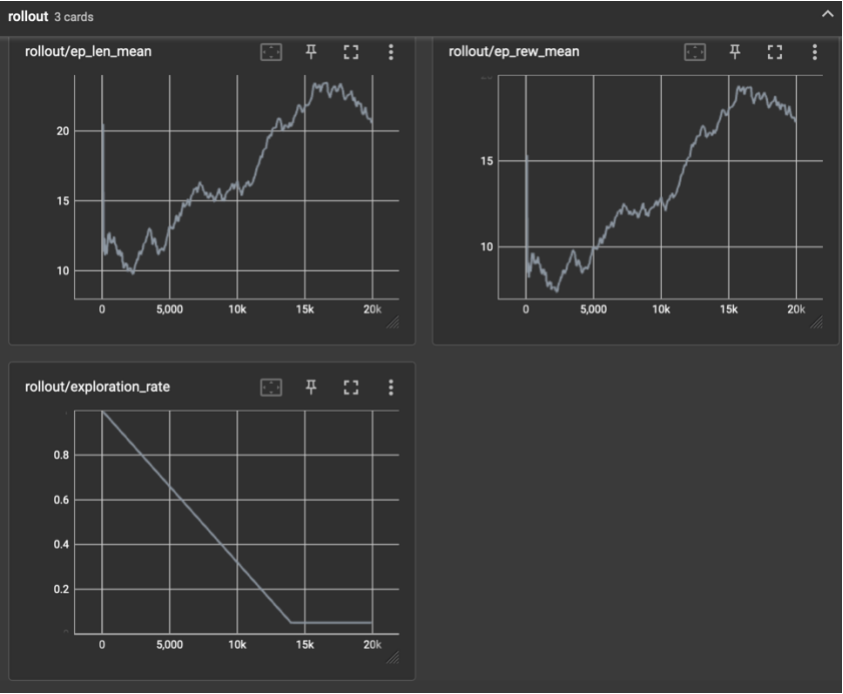 rollout 3 cards
rollout/ep_len_mean
20
15
10
0 5,000 10k 15k 20k
rollout/ep_rew_mean
15
10
0 5,000 10k 15k 20k
rollout/exploration_rate
0.8
0.6
0.4
0.2
0 5,000 10k 15k 20k